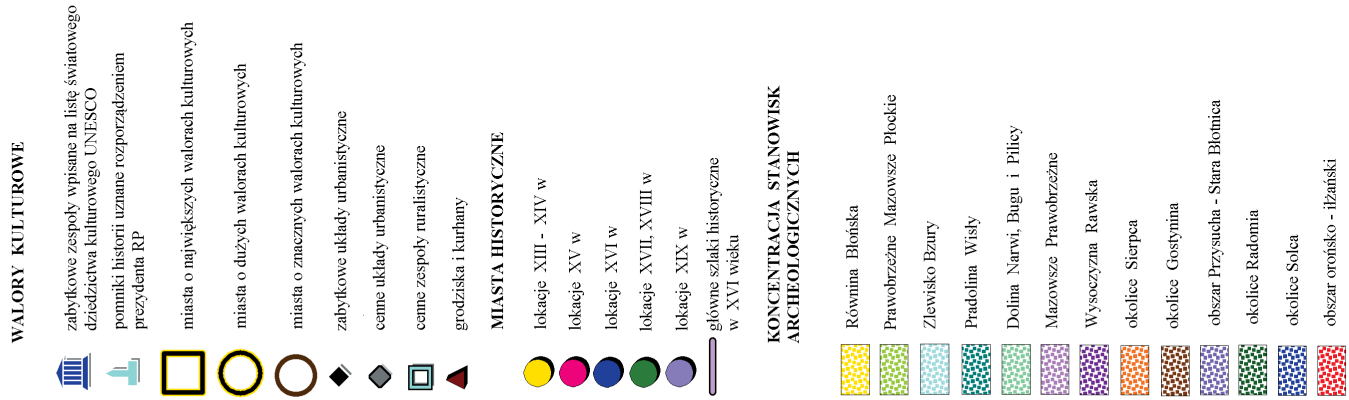 WALORY KULTUROWE
zabytkowe zespoły wpisane na listę światowego
dziedzictwa kulturowego UNESCO
pomniki historii uznane rozporządzeniem
prezydenta RP
miasta o największych walorach kulturowych
miasta o dużych walorach kulturowych
miasta o znacznych walorach kulturowych
zabytkowe układy urbanistyczne
cenne układy urbanistyczne
cenne zespoły ruralistyczne
grodziska i kurhany
MIASTA HISTORYCZNE
lokacje XIII - XIV w
lokacje XV w
lokacje XVI w
lokacje XVII, XVIII w
lokacje XIX w
główne szlaki historyczne
w XVI wieku
KONCENTRACJA STANOWISK
ARCHEOLOGICZNYCH
Równina Błońska
Prawobrzeżne Mazowsze Płockie
Zlewisko Bzury
Pradolina Wisły
Dolina Narwi, Bugu i Pilicy
Mazowsze Prawobrzeżne
Wysoczyzna Rawska
okolice Sierpca
okolice Gostynina
obszar Przysucha - Stara Błotnica
okolice Radomia
okolice Solca
obszar orońsko - iłżański